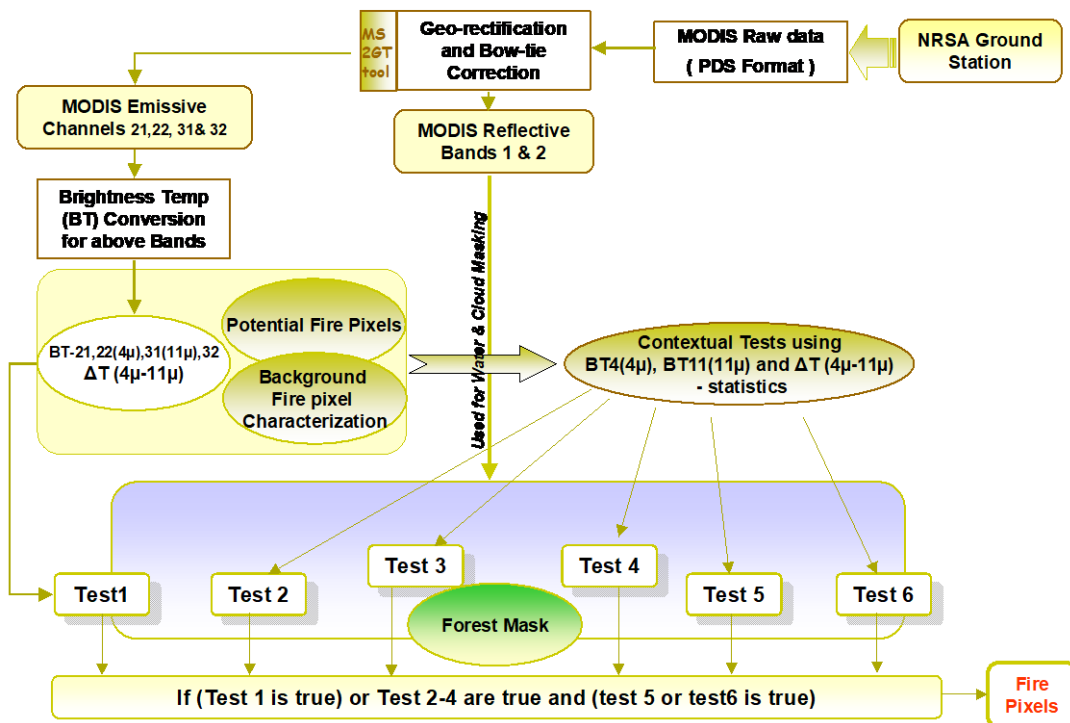 NRSA Ground
Station
MODIS Raw data
( PDS Format )
Geo-rectification
and Bow-tie
Correction
MS
2GT
tool
MODIS Emissive
Channels 21,22, 31& 32
MODIS Reflective
Bands 1 & 2
Brightness Temp
(BT) Conversion
for above Bands
Used for Water & Cloud Masking
BT-21,22(4µ),31(11µ),32
ΔT (4µ-11µ)
Potential Fire Pixels
Background
Fire pixel
Characterization
Contextual Tests using
BT4(4µ), BT11(11µ) and ΔT (4µ-11µ)
- statistics
Test1
Test 2
Test 3
Test 4
Test 5
Test 6
Forest Mask
If (Test 1 is true) or Test 2-4 are true and (test 5 or test6 is true)
Fire
Pixels